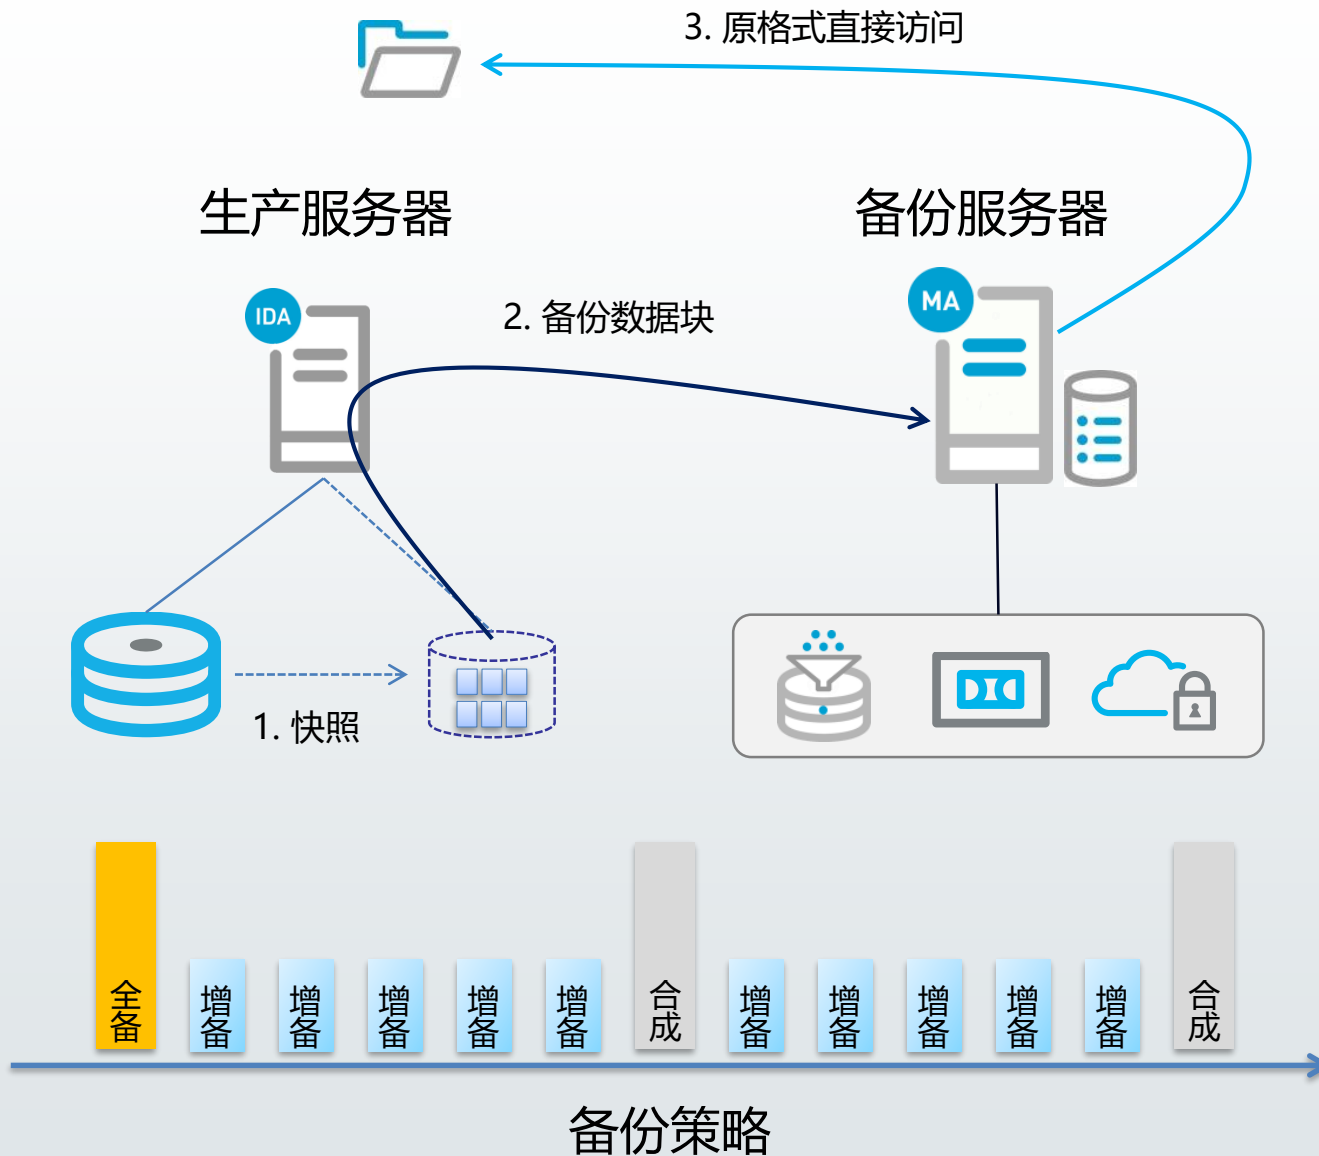 3. 原格式直接访问
生产服务器
备份服务器
IDA
MA
2. 备份数据块
1. 快照
全备
增备
增备
增备
增备
增备
合成
增备
增备
增备
增备
增备
合成
备份策略